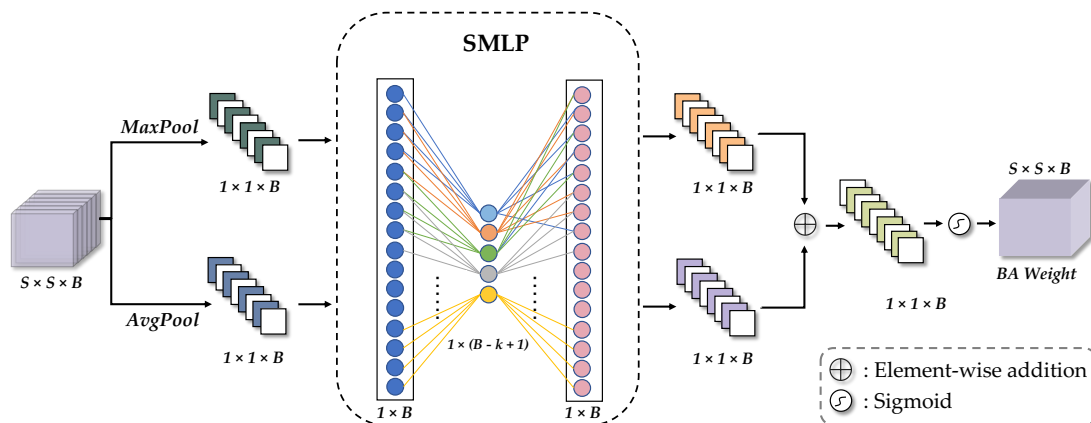 SMLP
MaxPool
1 × 1 × B
S × S × B
AvgPool
1 × 1 × B
1 × B
1 × (B - k + 1)
1 × B
1 × 1 × B
1 × 1 × B
1 × 1 × B
S × S × B
BA Weight
: Element-wise addition
: Sigmoid